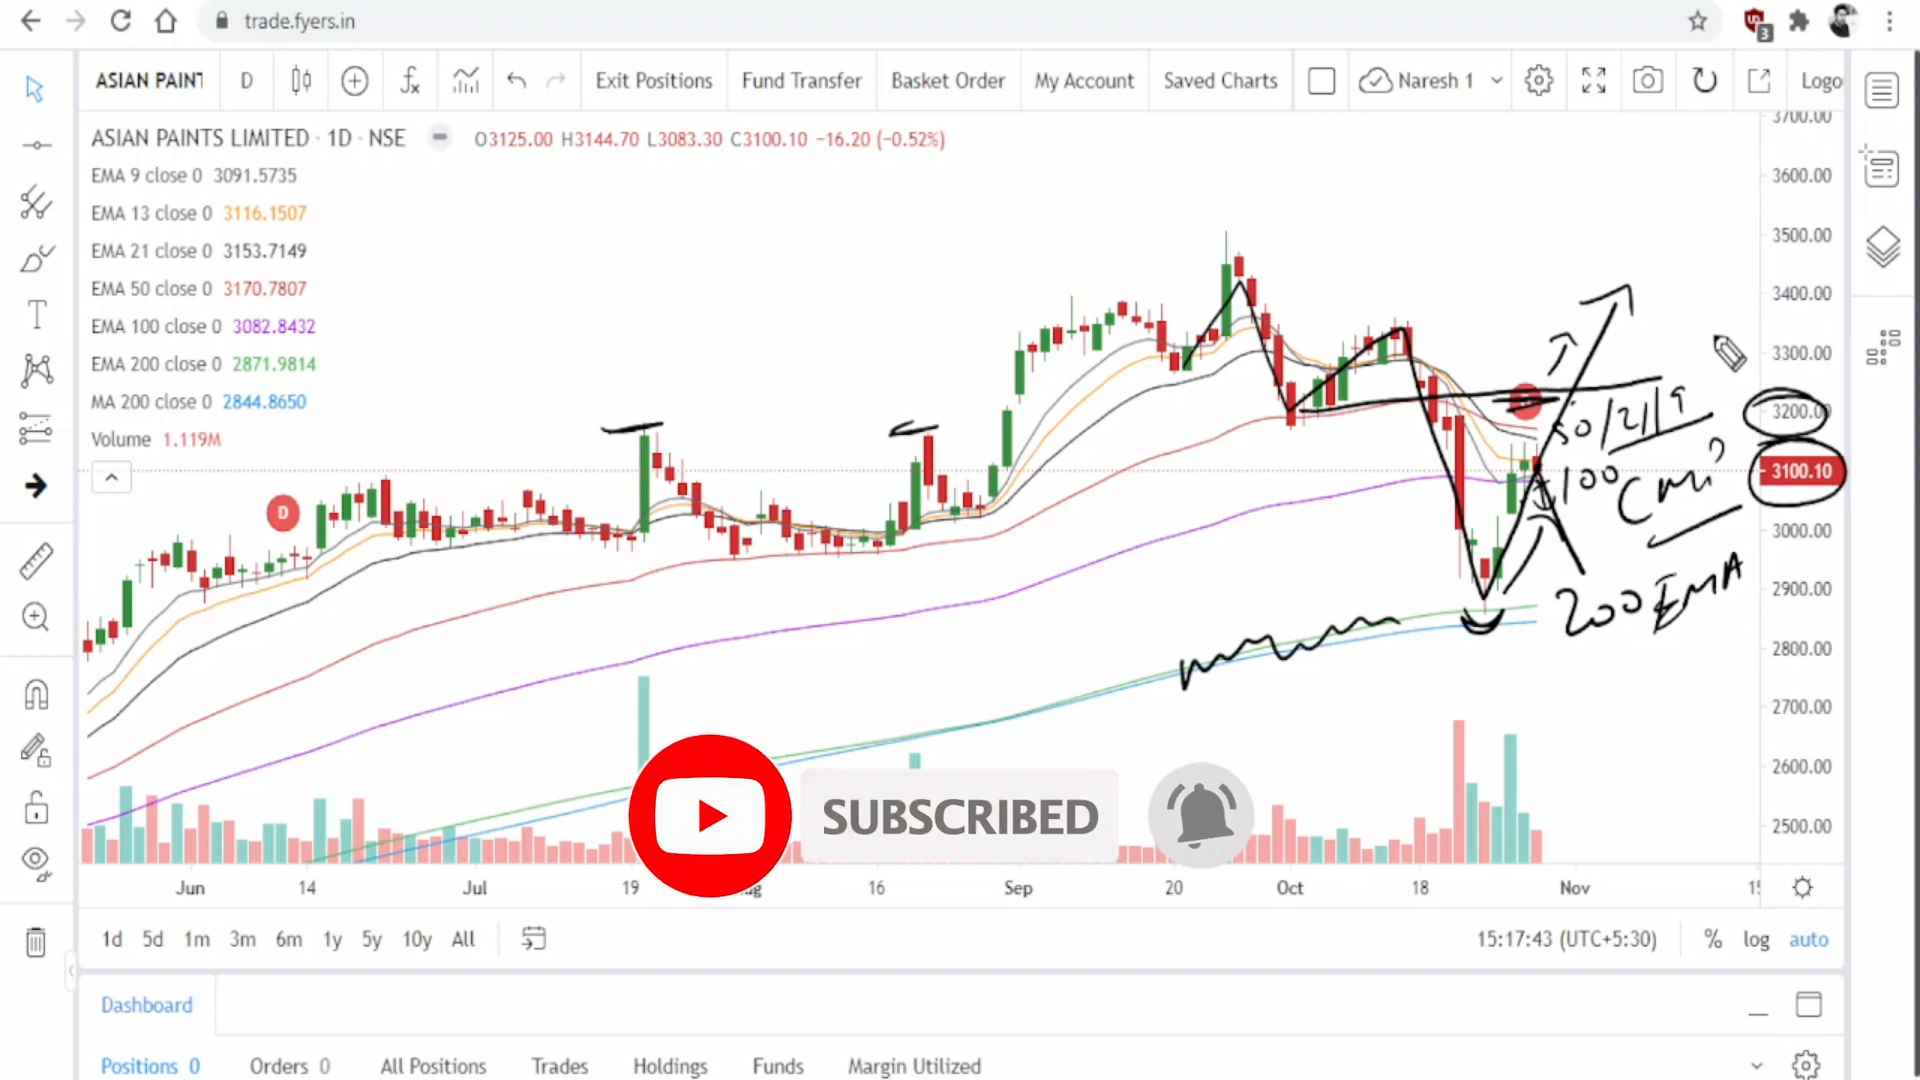 trade.fyers.in
3
ASIAN PAINT D Exit Positions Fund Transfer Basket Order My Account Saved Charts Naresh 1 Logo
ASIAN PAINTS LIMITED · 1D · NSE O3125.00 H3144.70 L3083.30 C3100.10 −16.20 (−0.52%)
EMA 9 close 0 3091.5735
EMA 13 close 0 3116.1507
EMA 21 close 0 3153.7149
EMA 50 close 0 3170.7807
EMA 100 close 0 3082.8432
EMA 200 close 0 2871.9814
MA 200 close 0 2844.8650
Volume 1.119M
D
3700.00
3600.00
3500.00
3400.00
3300.00
3200.00
3100.10
3000.00
2900.00
2800.00
2700.00
2600.00
2500.00
50/21/9
100
200 EMA
SUBSCRIBED
Jun 14 Jul 19 16 Sep 20 Oct 18 Nov
1d 5d 1m 3m 6m 1y 5y 10y All 15:17:43 (UTC+5:30) % log auto
Dashboard
Positions 0 Orders 0 All Positions Trades Holdings Funds Margin Utilized